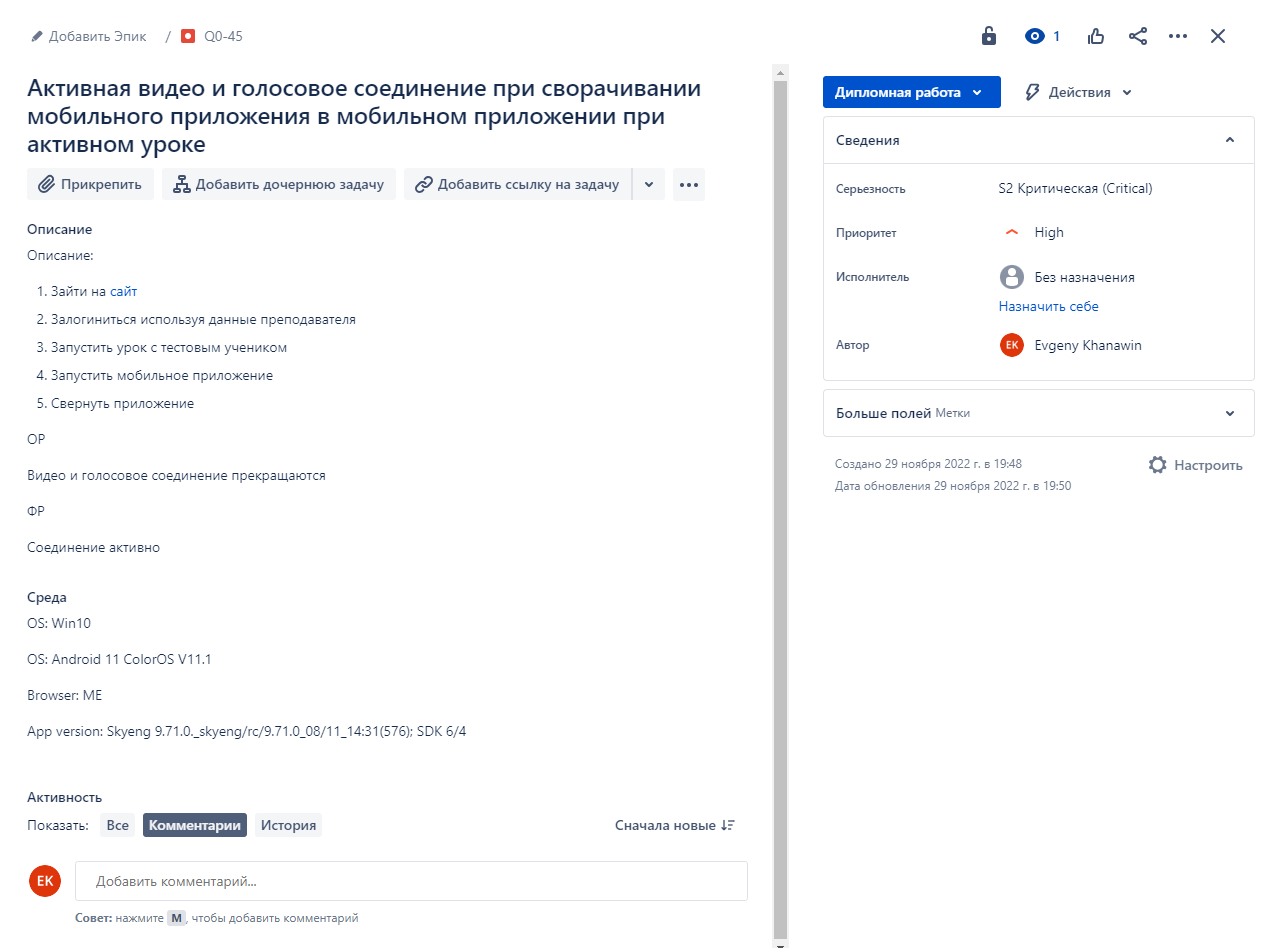 Добавить Эпик / Q0-45
1
Активная видео и голосовое соединение при сворачивании
мобильного приложения в мобильном приложении при
активном уроке
Прикрепить
Добавить дочернюю задачу
Добавить ссылку на задачу
Описание
Описание:
1. Зайти на сайт
2. Залогиниться используя данные преподавателя
3. Запустить урок с тестовым учеником
4. Запустить мобильное приложение
5. Свернуть приложение
ОР
Видео и голосовое соединение прекращаются
ФР
Соединение активно
Среда
OS: Win10
OS: Android 11 ColorOS V11.1
Browser: ME
App version: Skyeng 9.71.0._skyeng/rc/9.71.0_08/11_14:31(576); SDK 6/4
Активность
Показать: Все Комментарии История Сначала новые
EK Добавить комментарий...
Совет: нажмите M, чтобы добавить комментарий
Дипломная работа Действия
Сведения
Серьезность S2 Критическая (Critical)
Приоритет High
Исполнитель Без назначения
Назначить себе
Автор EK Evgeny Khanawin
Больше полей Метки
Создано 29 ноября 2022 г. в 19:48 Настроить
Дата обновления 29 ноября 2022 г. в 19:50